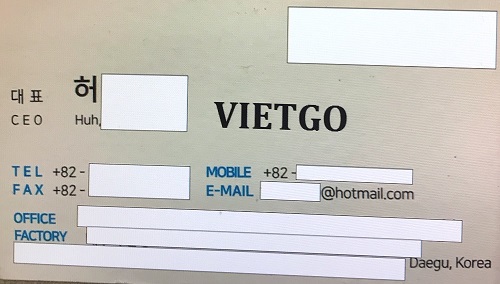 대표 허
CEO Huh,
VIETGO
TEL +82 -
FAX +82 -
MOBILE +82 -
E-MAIL @hotmail.com
OFFICE
FACTORY
Daegu, Korea